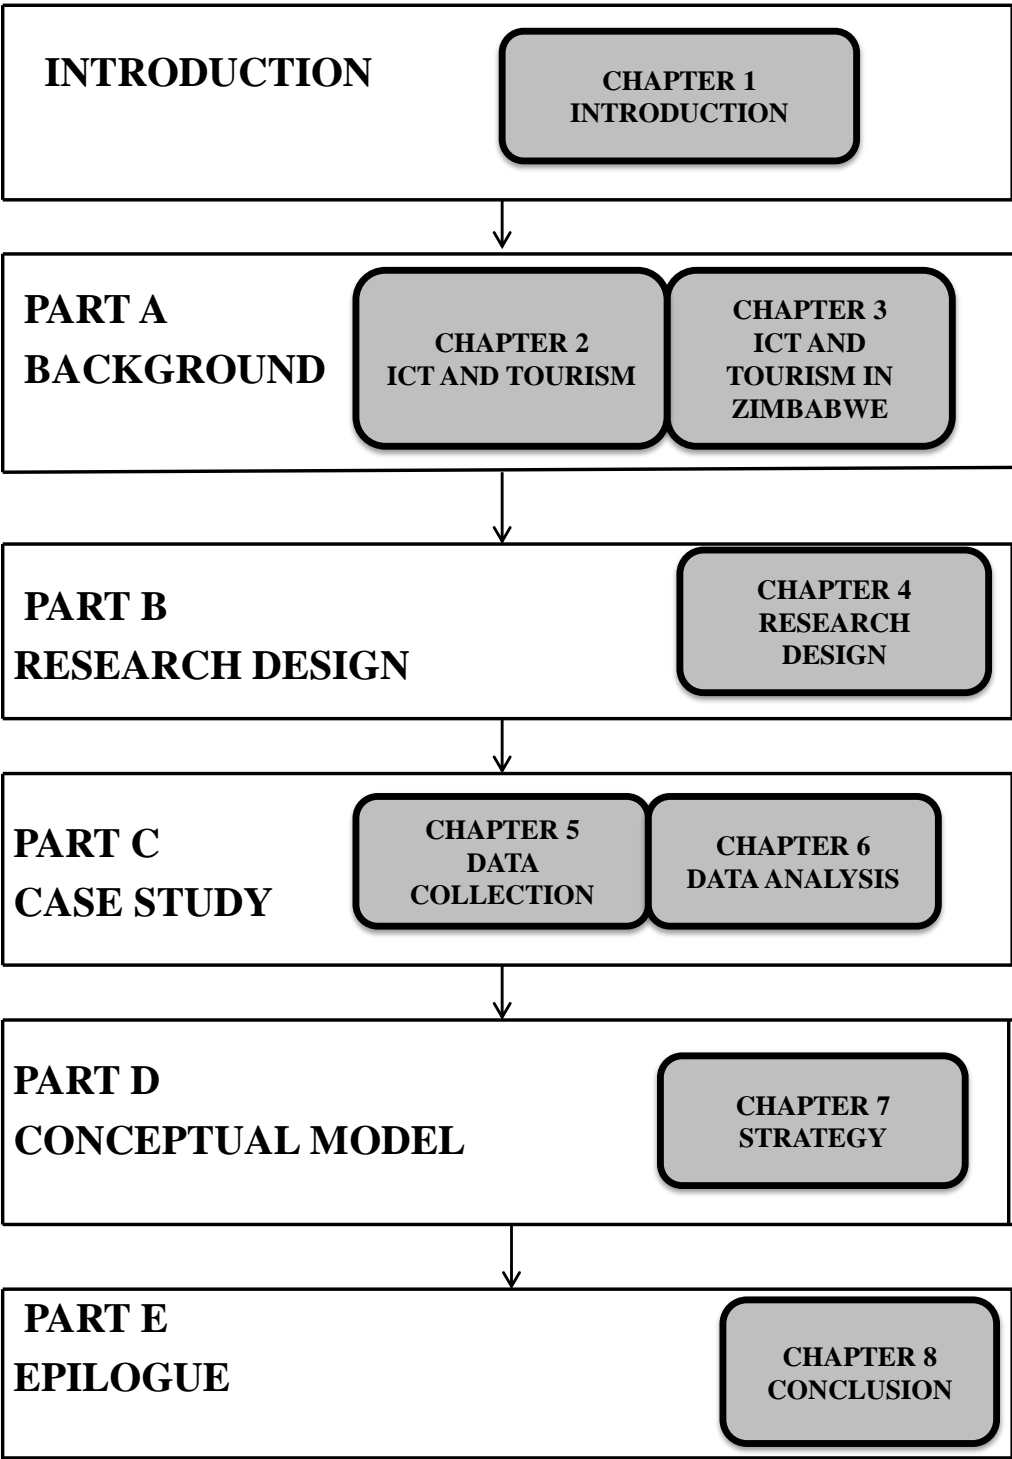 INTRODUCTION
CHAPTER 1
INTRODUCTION
PART A
BACKGROUND
CHAPTER 2
ICT AND TOURISM
CHAPTER 3
ICT AND
TOURISM IN
ZIMBABWE
PART B
RESEARCH DESIGN
CHAPTER 4
RESEARCH
DESIGN
PART C
CASE STUDY
CHAPTER 5
DATA
COLLECTION
CHAPTER 6
DATA ANALYSIS
PART D
CONCEPTUAL MODEL
CHAPTER 7
STRATEGY
PART E
EPILOGUE
CHAPTER 8
CONCLUSION